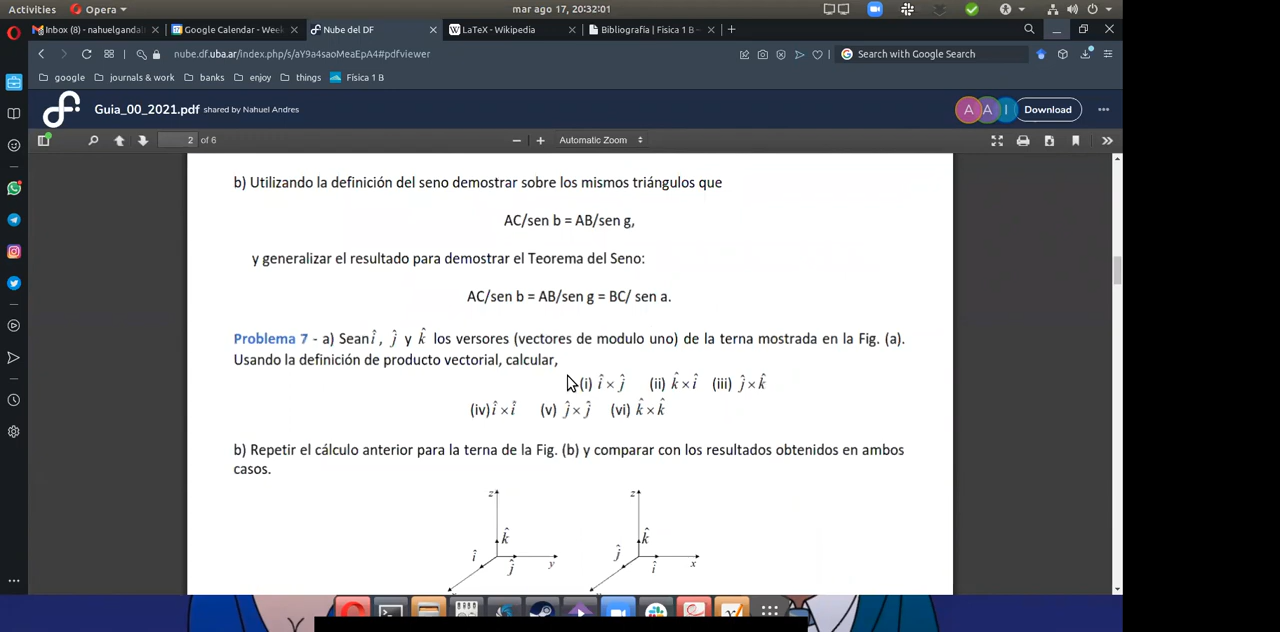 Activities Opera mar ago 17, 20:32:01
Inbox (8) - nahuelgandal × Google Calendar - Week × Nube del DF × LaTeX - Wikipedia × Bibliografía | Física 1 B – × +
nube.df.uba.ar/index.php/s/aY9a4saoMeaEpA4#pdfviewer Search with Google Search
google journals & work banks enjoy things Física 1 B
Guia_00_2021.pdf shared by Nahuel Andres A A I Download
2 of 6 Automatic Zoom
b) Utilizando la definición del seno demostrar sobre los mismos triángulos que
AC/sen b = AB/sen g,
y generalizar el resultado para demostrar el Teorema del Seno:
AC/sen b = AB/sen g = BC/ sen a.
Problema 7 - a) Sean î, ĵ y k̂ los versores (vectores de modulo uno) de la terna mostrada en la Fig. (a).
Usando la definición de producto vectorial, calcular,
(i) î × ĵ (ii) k̂ × î (iii) ĵ × k̂
(iv) î × î (v) ĵ × ĵ (vi) k̂ × k̂
b) Repetir el cálculo anterior para la terna de la Fig. (b) y comparar con los resultados obtenidos en ambos
casos.
z z
k̂ k̂
î ĵ
ĵ y î x